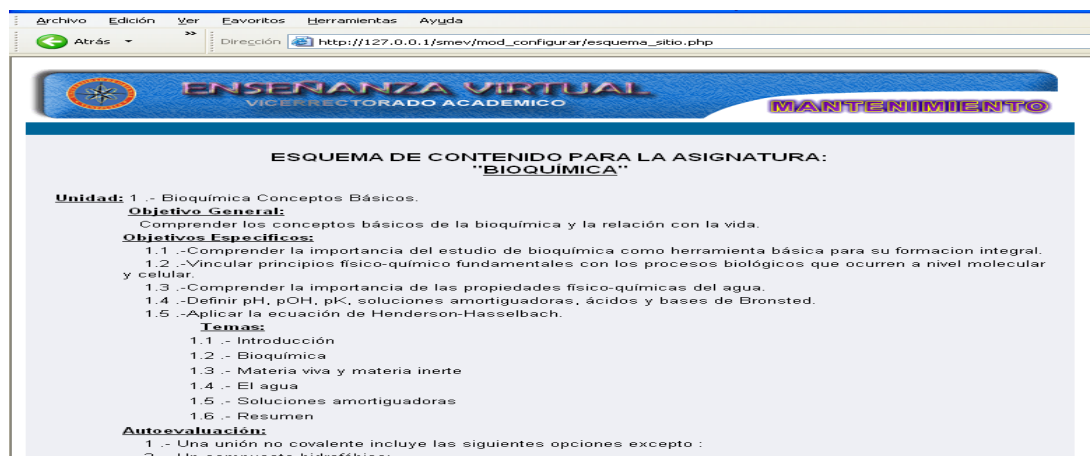 Archivo Edición Ver Favoritos Herramientas Ayuda
Atrás » Dirección http://127.0.0.1/smev/mod_configurar/esquema_sitio.php
ENSEÑANZA VIRTUAL
VICERRECTORADO ACADEMICO
MANTENIMIENTO
ESQUEMA DE CONTENIDO PARA LA ASIGNATURA:
"BIOQUÍMICA"
Unidad: 1 .- Bioquímica Conceptos Básicos.
Objetivo General:
Comprender los conceptos básicos de la bioquímica y la relación con la vida.
Objetivos Especificos:
1.1 .-Comprender la importancia del estudio de bioquímica como herramienta básica para su formacion integral.
1.2 .-Vincular principios físico-químico fundamentales con los procesos biológicos que ocurren a nivel molecular
y celular.
1.3 .-Comprender la importancia de las propiedades físico-químicas del agua.
1.4 .-Definir pH, pOH, pK, soluciones amortiguadoras, ácidos y bases de Bronsted.
1.5 .-Aplicar la ecuación de Henderson-Hasselbach.
Temas:
1.1 .- Introducción
1.2 .- Bioquímica
1.3 .- Materia viva y materia inerte
1.4 .- El agua
1.5 .- Soluciones amortiguadoras
1.6 .- Resumen
Autoevaluación:
1 .- Una unión no covalente incluye las siguientes opciones excepto :
2 .- Un compuesto hidrofóbico: